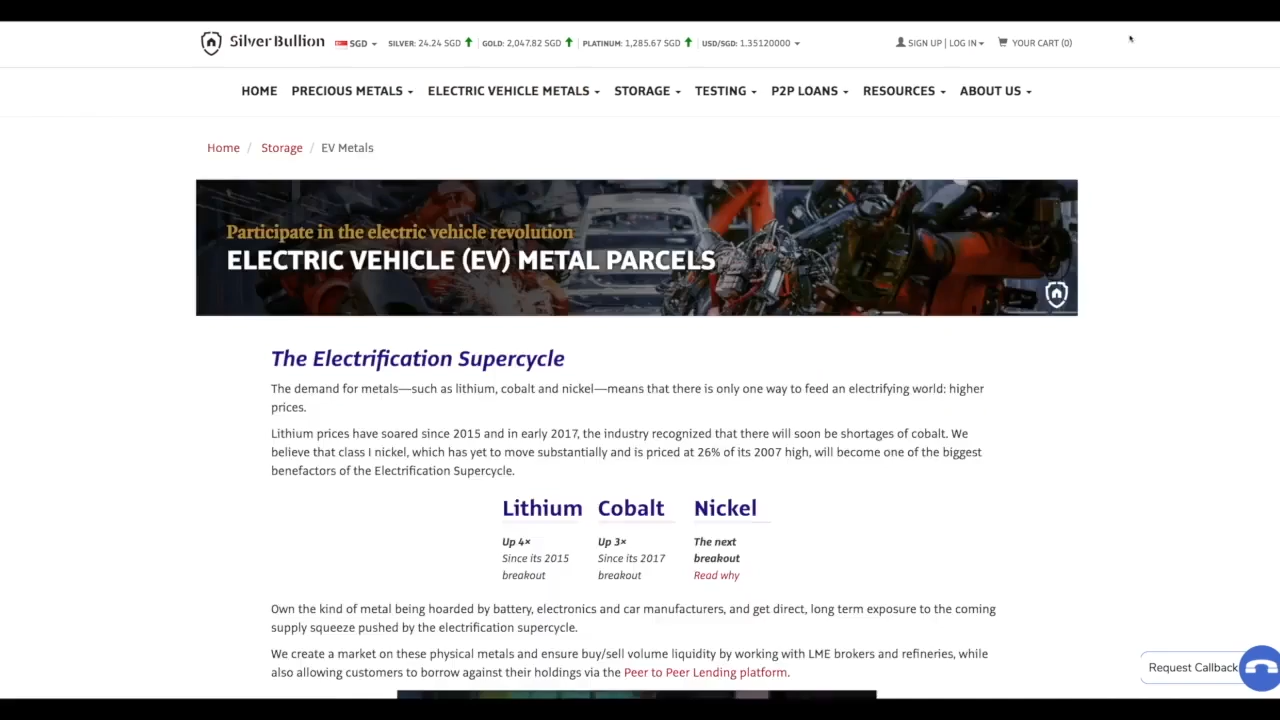 Silver Bullion SGD SILVER: 24.24 SGD GOLD: 2,047.82 SGD PLATINUM: 1,285.67 SGD USD/SGD: 1.35120000 SIGN UP | LOG IN YOUR CART (0)
HOME PRECIOUS METALS ELECTRIC VEHICLE METALS STORAGE TESTING P2P LOANS RESOURCES ABOUT US
Home / Storage / EV Metals
Participate in the electric vehicle revolution
ELECTRIC VEHICLE (EV) METAL PARCELS
The Electrification Supercycle
The demand for metals—such as lithium, cobalt and nickel—means that there is only one way to feed an electrifying world: higher
prices.
Lithium prices have soared since 2015 and in early 2017, the industry recognized that there will soon be shortages of cobalt. We
believe that class I nickel, which has yet to move substantially and is priced at 26% of its 2007 high, will become one of the biggest
benefactors of the Electrification Supercycle.
Lithium Cobalt Nickel
Up 4× Up 3× The next
Since its 2015 Since its 2017 breakout
breakout breakout Read why
Own the kind of metal being hoarded by battery, electronics and car manufacturers, and get direct, long term exposure to the coming
supply squeeze pushed by the electrification supercycle.
We create a market on these physical metals and ensure buy/sell volume liquidity by working with LME brokers and refineries, while
also allowing customers to borrow against their holdings via the Peer to Peer Lending platform.
Request Callback